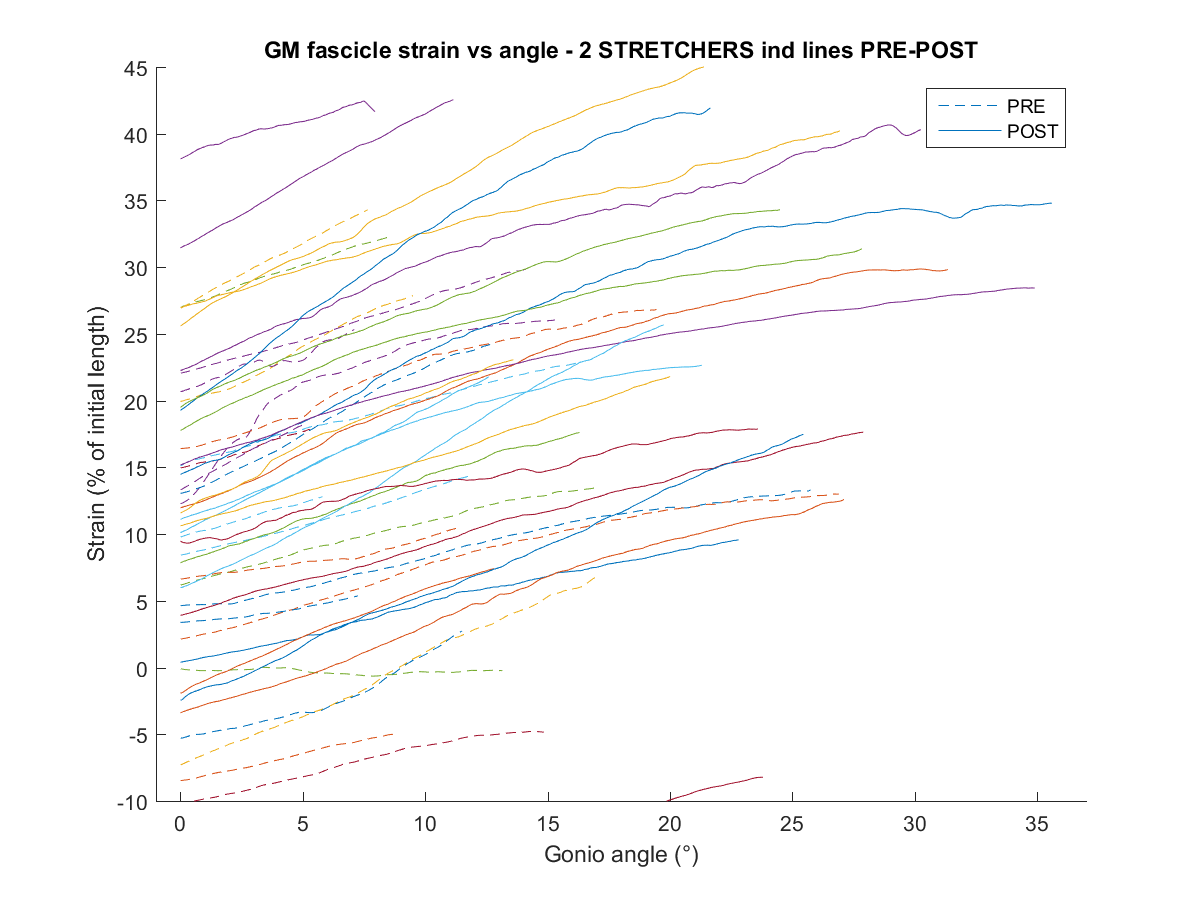 GM fascicle strain vs angle - 2 STRETCHERS ind lines PRE-POST
45
40
35
30
25
20
15
10
5
0
-5
-10
Strain (% of initial length)
PRE
POST
0 5 10 15 20 25 30 35
Gonio angle (°)